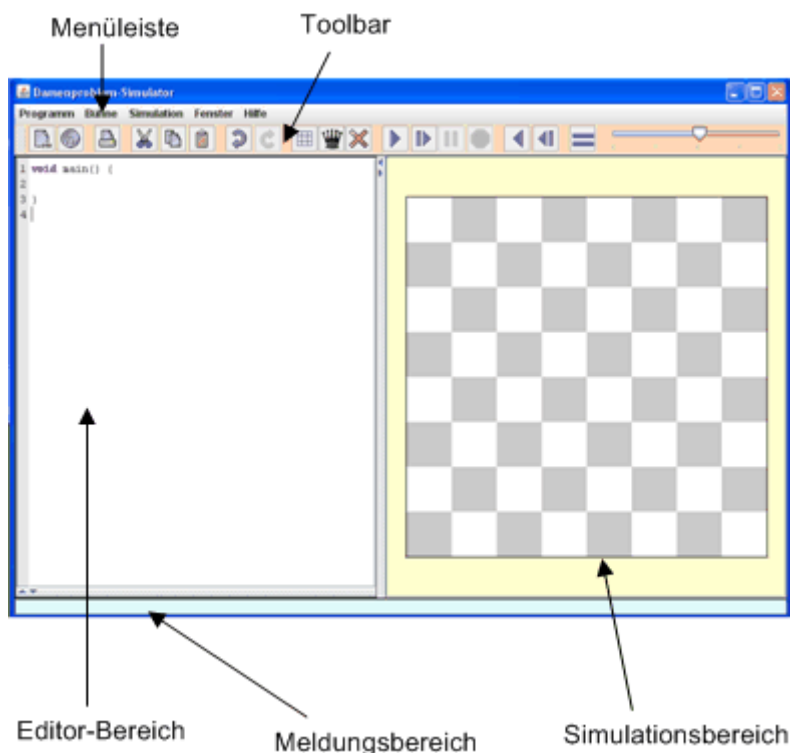 Menüleiste
Toolbar
Damenproblem-Simulator
Programm Bühne Simulation Fenster Hilfe
1 void main() {
2
3 }
4
Editor-Bereich
Meldungsbereich
Simulationsbereich